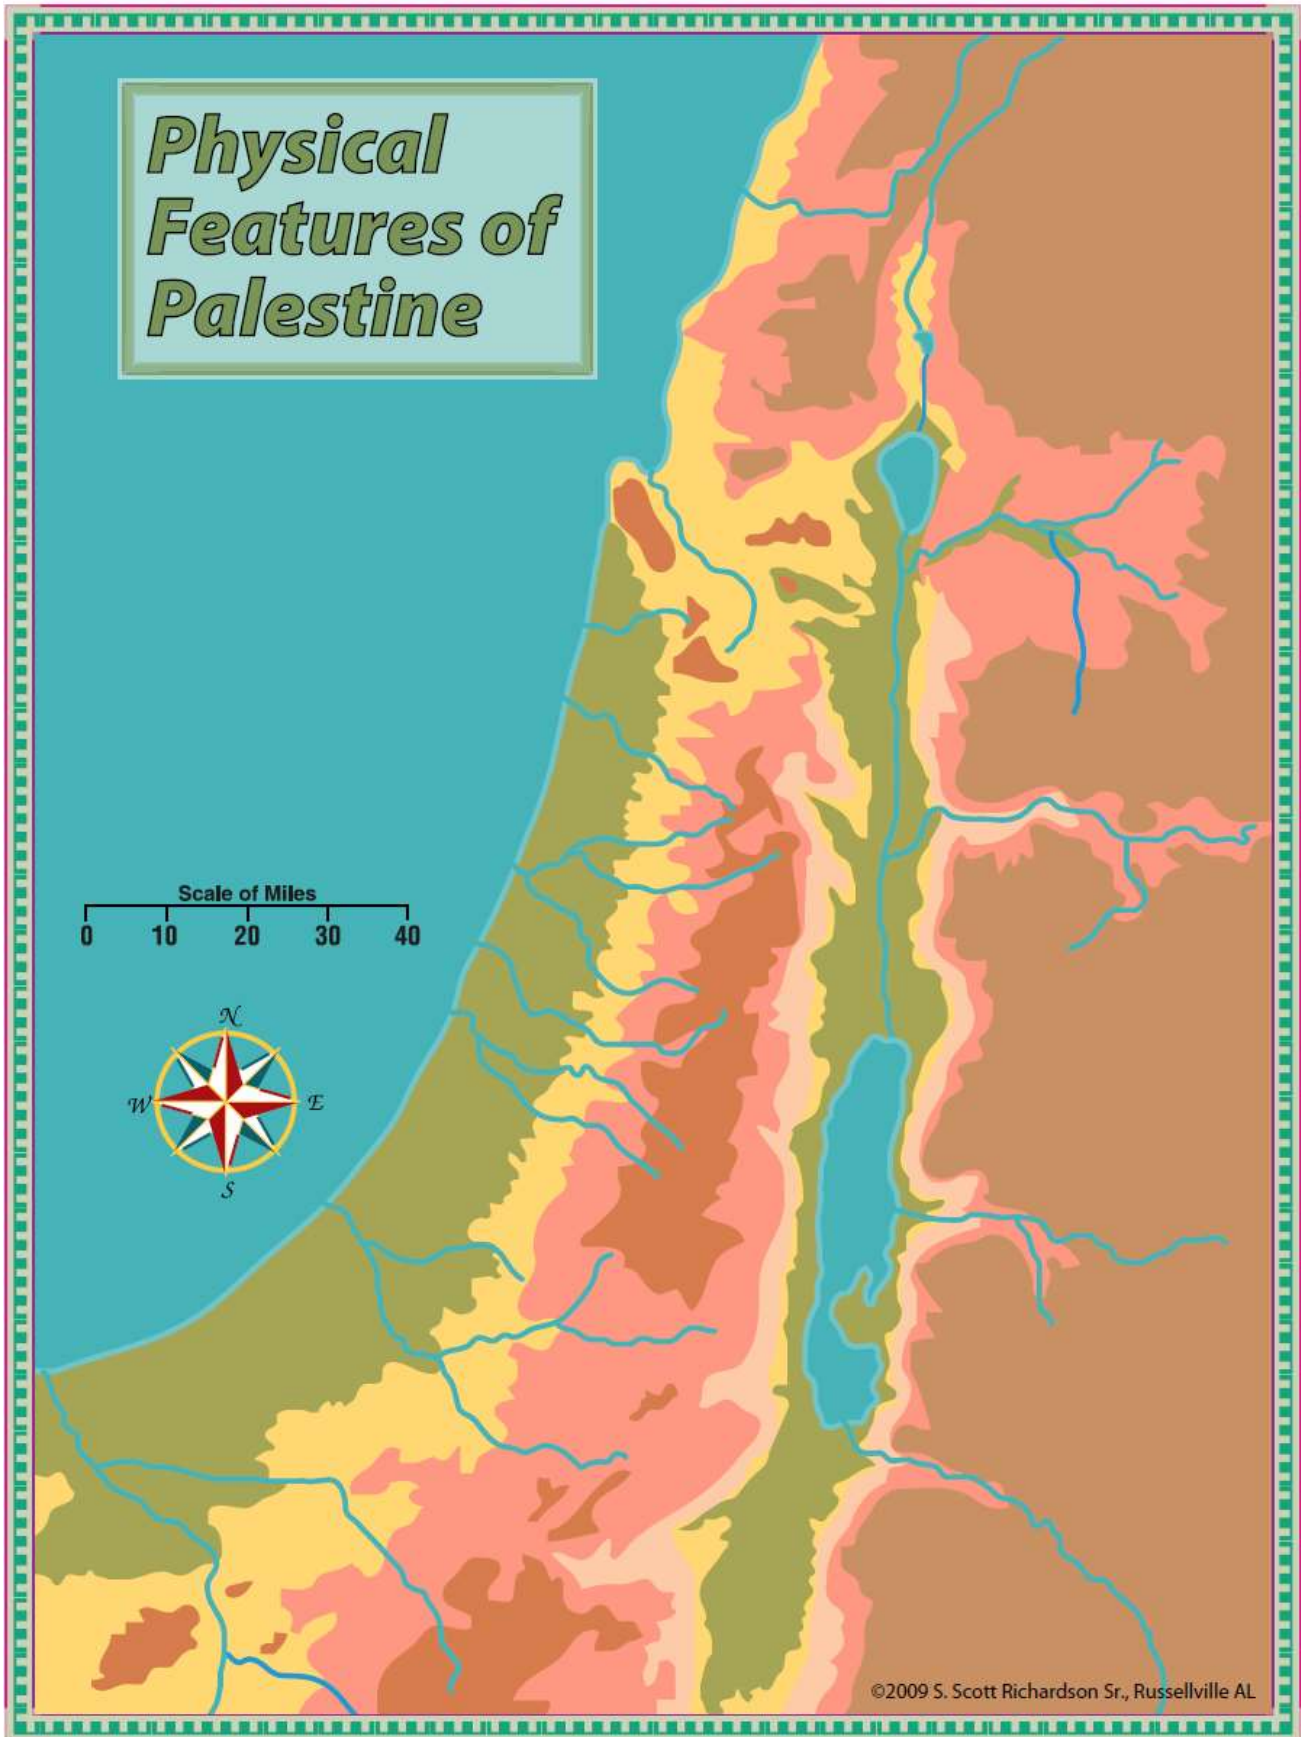 Physical
Features of
Palestine
Scale of Miles
0 10 20 30 40
N
W E
S
©2009 S. Scott Richardson Sr., Russellville AL